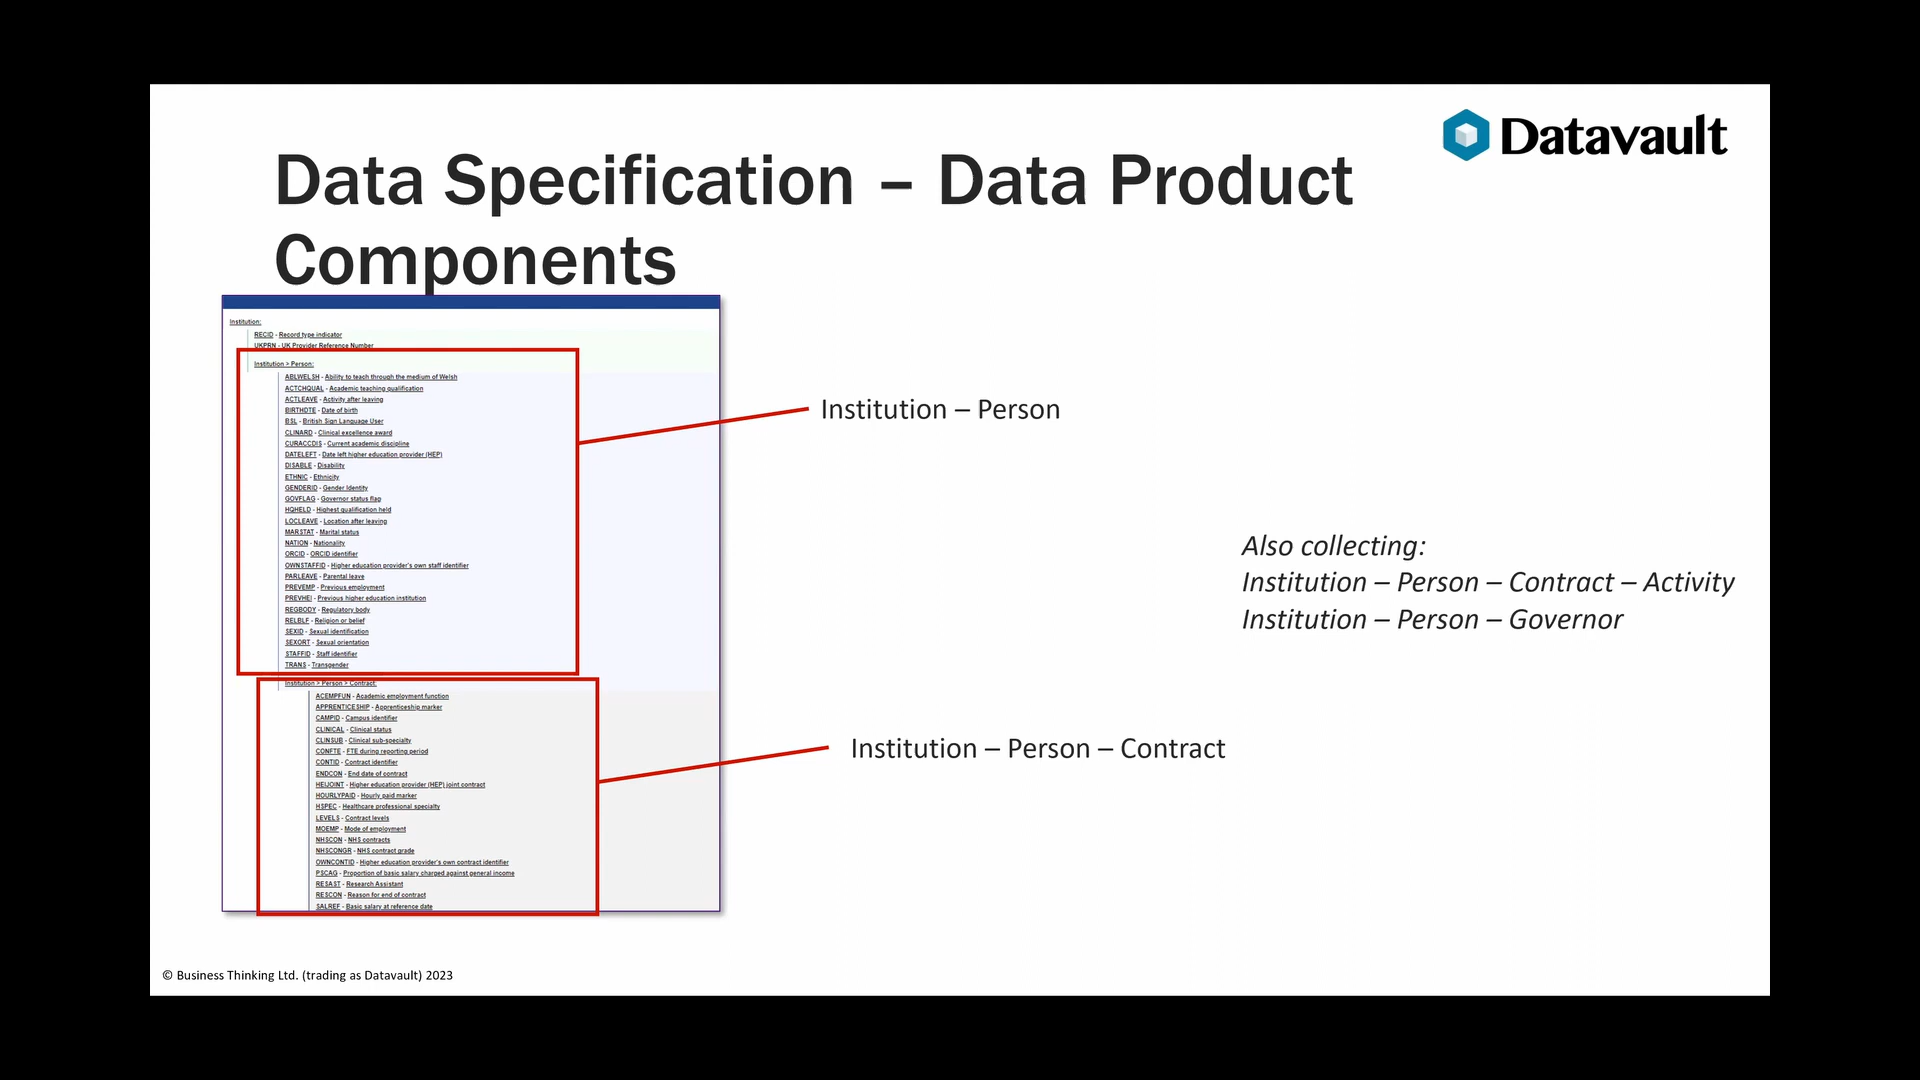 Datavault
Data Specification – Data Product
Components
Institution:
RECID - Record type indicator
UKPRN - UK Provider Reference Number
Institution > Person:
ABLWELSH - Ability to teach through the medium of Welsh
ACTCHQUAL - Academic teaching qualification
ACTLEAVE - Activity after leaving
BIRTHDTE - Date of birth
BSL - British Sign Language User
CLINARD - Clinical excellence award
CURACCDIS - Current academic discipline
DATELEFT - Date left higher education provider (HEP)
DISABLE - Disability
ETHNIC - Ethnicity
GENDERID - Gender Identity
GOVFLAG - Governor status flag
HQHELD - Highest qualification held
LOCLEAVE - Location after leaving
MARSTAT - Marital status
NATION - Nationality
ORCID - ORCID identifier
OWNSTAFFID - Higher education provider's own staff identifier
PARLEAVE - Parental leave
PREVEMP - Previous employment
PREVHEI - Previous higher education institution
REGBODY - Regulatory body
RELBLF - Religion or belief
SEXID - Sexual identification
SEXORT - Sexual orientation
STAFFID - Staff identifier
TRANS - Transgender
Institution > Person > Contract:
ACEMPFUN - Academic employment function
APPRENTICESHIP - Apprenticeship marker
CAMPID - Campus identifier
CLINICAL - Clinical status
CLINSUB - Clinical sub-specialty
CONFTE - FTE during reporting period
CONTID - Contract identifier
ENDCON - End date of contract
HEIJOINT - Higher education provider (HEP) joint contract
HOURLYPAID - Hourly paid marker
HSPEC - Healthcare professional specialty
LEVELS - Contract levels
MOEMP - Mode of employment
NHSCON - NHS contracts
NHSCONGR - NHS contract grade
OWNCONTID - Higher education provider's own contract identifier
PSCAG - Proportion of basic salary charged against general income
RESAST - Research Assistant
RESCON - Reason for end of contract
SALREF - Basic salary at reference date
Institution – Person
Also collecting:
Institution – Person – Contract – Activity
Institution – Person – Governor
Institution – Person – Contract
© Business Thinking Ltd. (trading as Datavault) 2023